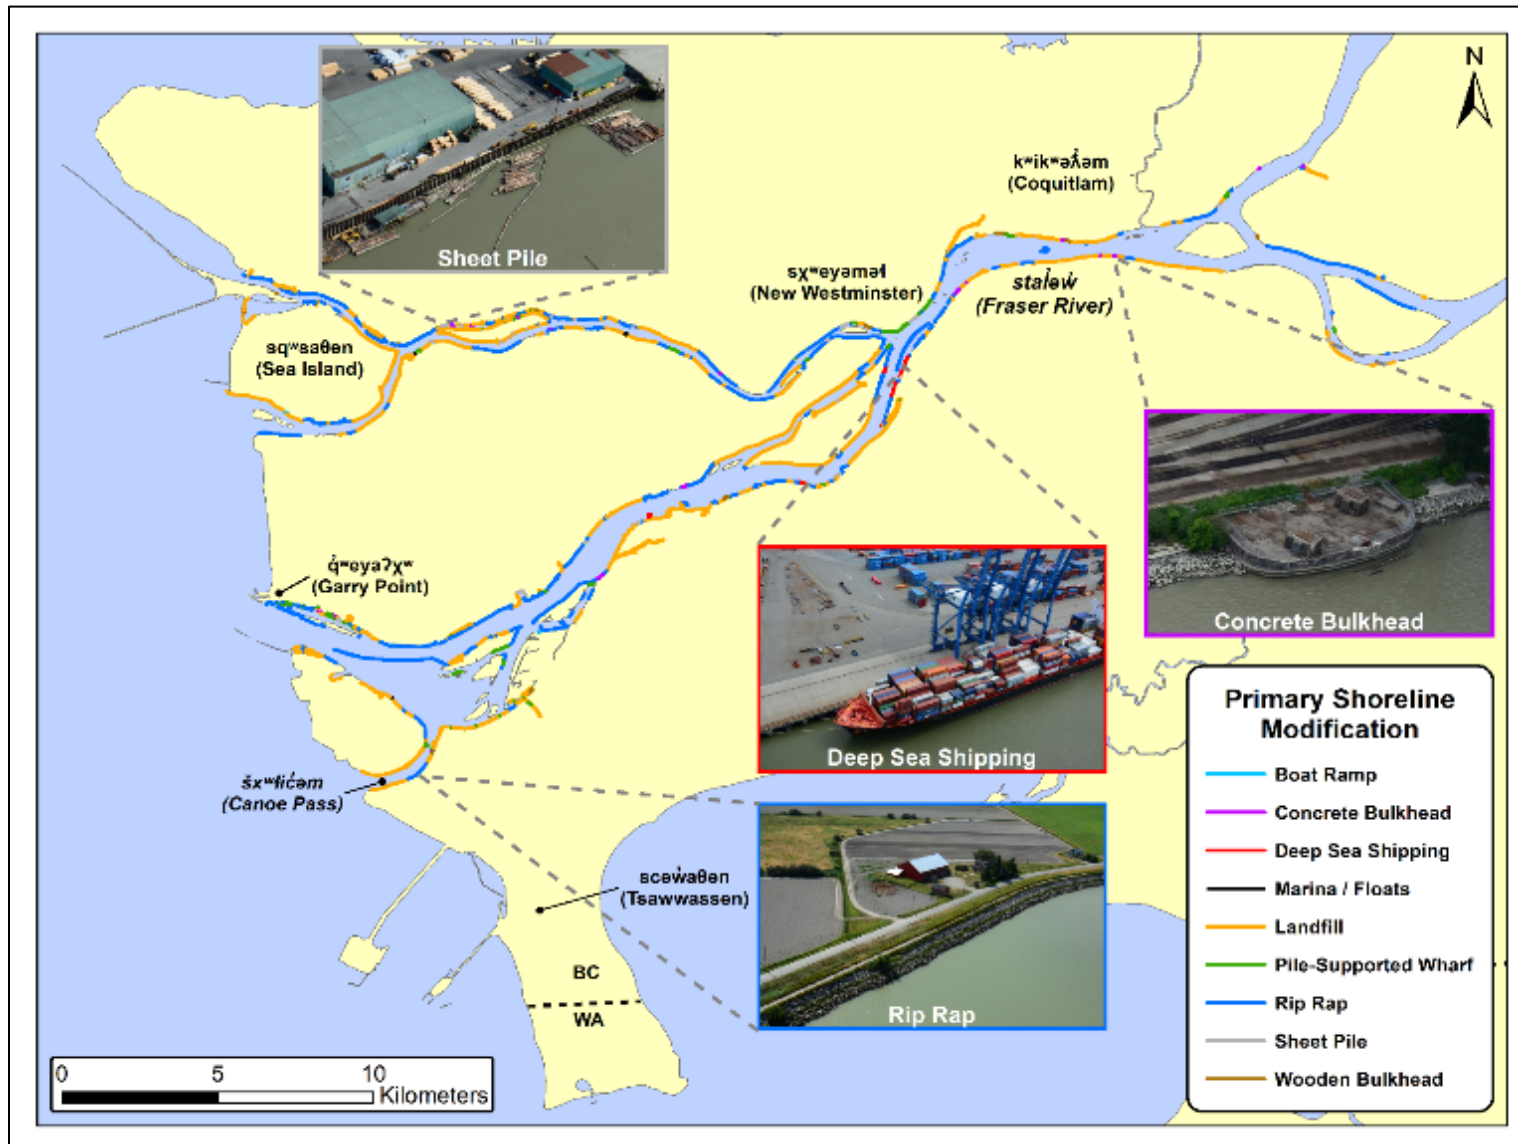 N
Sheet Pile
kʷikʷəƛ̓əm
(Coquitlam)
sχʷeyəməɬ
(New Westminster)
stal̓əw̓
(Fraser River)
sqʷsaθən
(Sea Island)
Concrete Bulkhead
q̓ʷeyaʔχʷ
(Garry Point)
Deep Sea Shipping
šxʷɬic̓əm
(Canoe Pass)
scəw̓aθən
(Tsawwassen)
BC
WA
Rip Rap
Primary Shoreline
Modification
Boat Ramp
Concrete Bulkhead
Deep Sea Shipping
Marina / Floats
Landfill
Pile-Supported Wharf
Rip Rap
Sheet Pile
Wooden Bulkhead
0 5 10
Kilometers